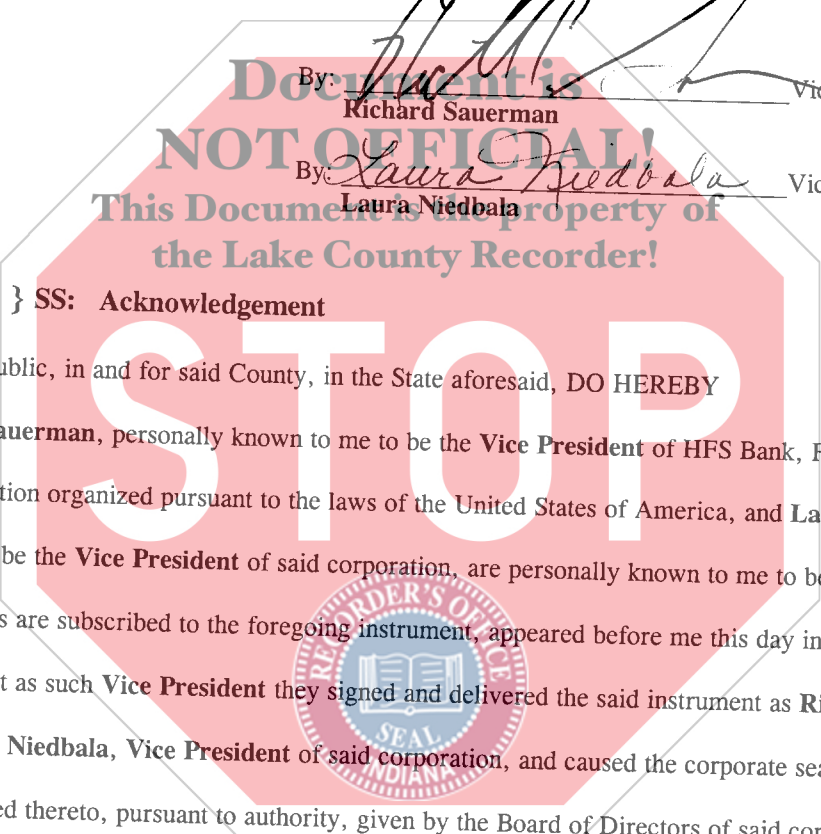 By: Vic
Richard Sauerman
By: Laura Niedbala Vic
Laura Niedbala
Document is
NOT OFFICIAL!
This Document is the property of
the Lake County Recorder!
} SS: Acknowledgement
ublic, in and for said County, in the State aforesaid, DO HEREBY
auerman, personally known to me to be the Vice President of HFS Bank, F
tion organized pursuant to the laws of the United States of America, and La
be the Vice President of said corporation, are personally known to me to be
s are subscribed to the foregoing instrument, appeared before me this day in
t as such Vice President they signed and delivered the said instrument as Ri
Niedbala, Vice President of said corporation, and caused the corporate sea
ed thereto, pursuant to authority, given by the Board of Directors of said cor
STOP
RECORDER'S OFFICE
SEAL
INDIANA